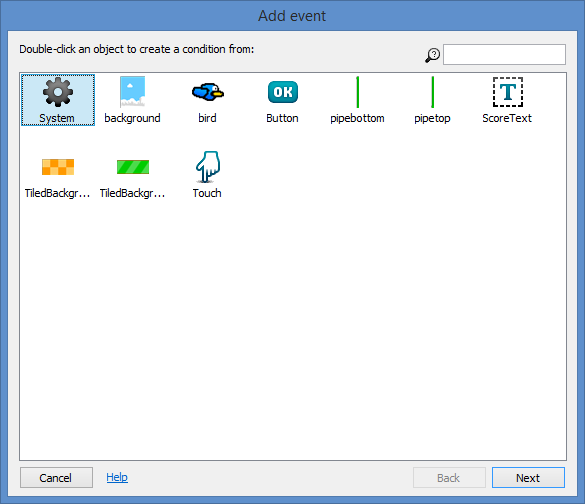 Add event
Double-click an object to create a condition from:
System background bird Button pipebottom pipetop ScoreText
OK
T
TiledBackgr... TiledBackgr... Touch
Cancel Help Back Next